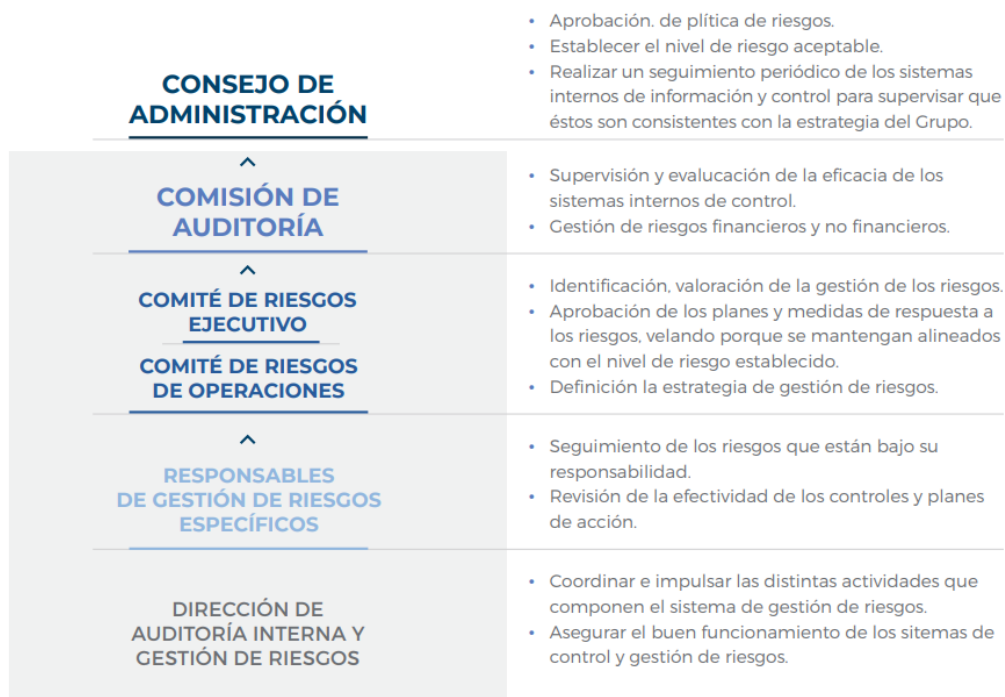 CONSEJO DE
ADMINISTRACIÓN
• Aprobación. de plítica de riesgos.
• Establecer el nivel de riesgo aceptable.
• Realizar un seguimiento periódico de los sistemas
internos de información y control para supervisar que
éstos son consistentes con la estrategia del Grupo.
COMISIÓN DE
AUDITORÍA
• Supervisión y evalucación de la eficacia de los
sistemas internos de control.
• Gestión de riesgos financieros y no financieros.
COMITÉ DE RIESGOS
EJECUTIVO
COMITÉ DE RIESGOS
DE OPERACIONES
• Identificación, valoración de la gestión de los riesgos.
• Aprobación de los planes y medidas de respuesta a
los riesgos, velando porque se mantengan alineados
con el nivel de riesgo establecido.
• Definición la estrategia de gestión de riesgos.
RESPONSABLES
DE GESTIÓN DE RIESGOS
ESPECÍFICOS
• Seguimiento de los riesgos que están bajo su
responsabilidad.
• Revisión de la efectividad de los controles y planes
de acción.
DIRECCIÓN DE
AUDITORÍA INTERNA Y
GESTIÓN DE RIESGOS
• Coordinar e impulsar las distintas actividades que
componen el sistema de gestión de riesgos.
• Asegurar el buen funcionamiento de los sitemas de
control y gestión de riesgos.